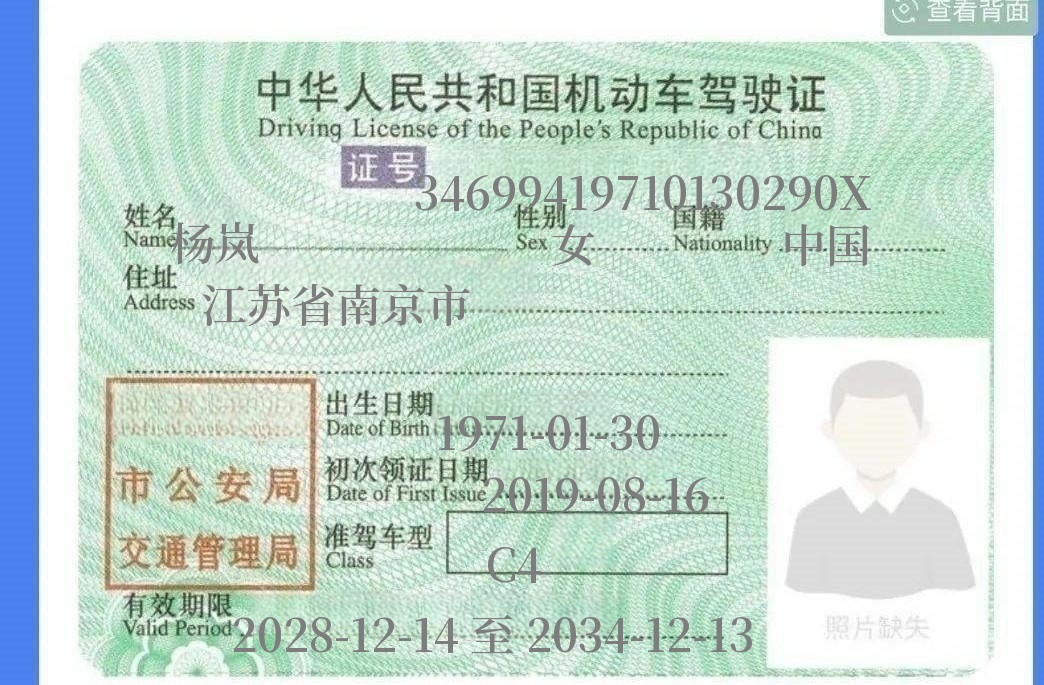 查看背面
中华人民共和国机动车驾驶证
Driving License of the People's Republic of China
证号 34699419710130290X
姓名 杨岚 性别 女 国籍 中国
Name Sex Nationality
住址 江苏省南京市
Address
出生日期
Date of Birth 1971-01-30
初次领证日期
Date of First Issue 2019-08-16
市公安局
交通管理局
准驾车型
Class C4
有效期限
Valid Period 2028-12-14 至 2034-12-13
照片缺失